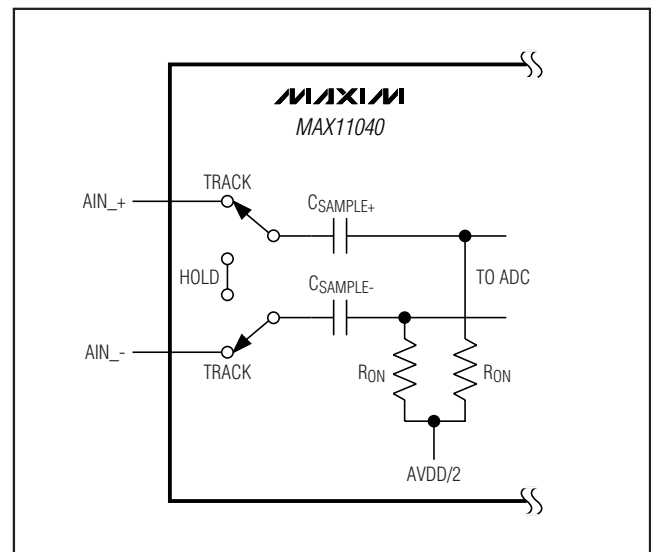 MAXIM
MAX11040
AIN_+
TRACK
CSAMPLE+
HOLD
TO ADC
CSAMPLE-
AIN_-
TRACK
RON
RON
AVDD/2